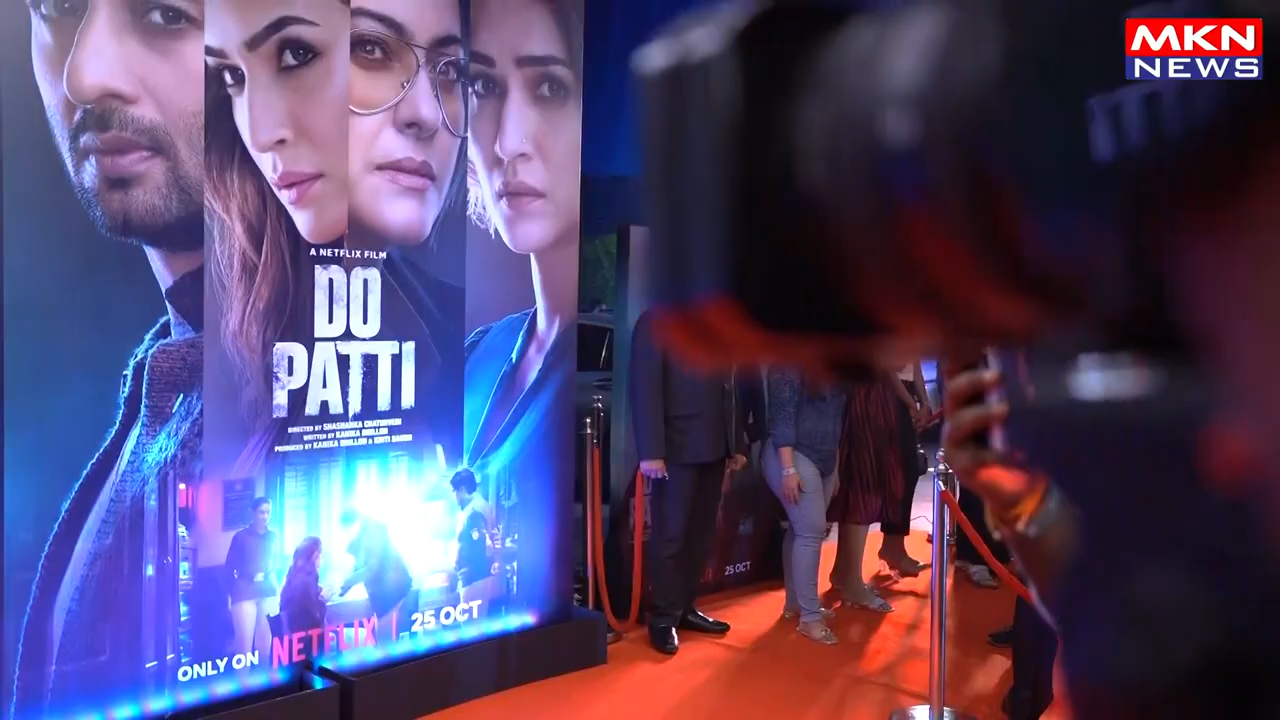 MKN
NEWS
A NETFLIX FILM
DO
PATTI
DIRECTED BY SHASHANKA CHATURVEDI
WRITTEN BY KANIKA DHILLON
PRODUCED BY KANIKA DHILLON & KRITI SANON
ONLY ON NETFLIX | 25 OCT
25 OCT